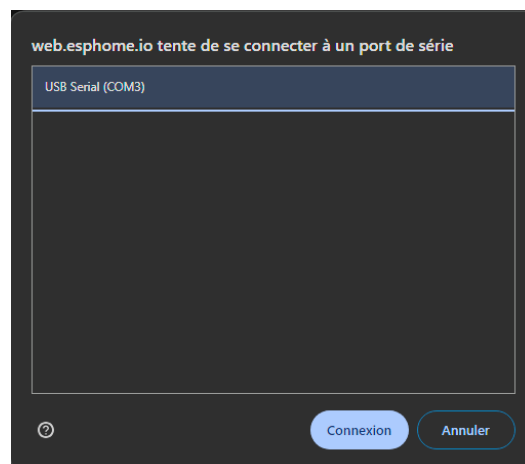 web.esphome.io tente de se connecter à un port de série
USB Serial (COM3)
Connexion
Annuler